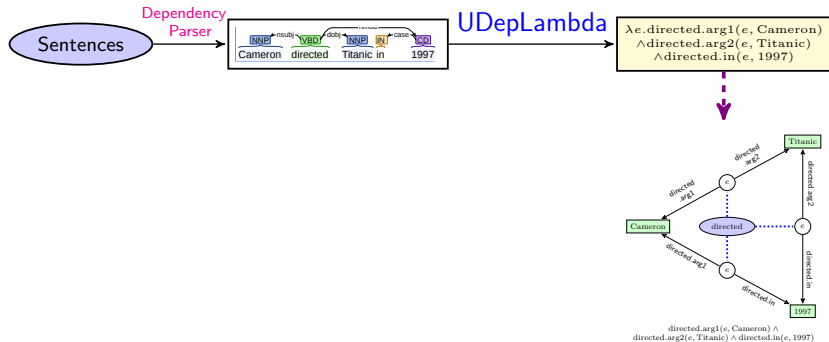 Sentences
Dependency
Parser
nsubj dobj case
NNP VBD NNP IN CD
Cameron directed Titanic in 1997
UDepLambda
λe.directed.arg1(e, Cameron)
∧directed.arg2(e, Titanic)
∧directed.in(e, 1997)
Titanic
directed
.arg2
e
directed
.arg1
directed.arg2
Cameron
directed
e
directed.arg1
e
directed.in
directed.in
1997
directed.arg1(e, Cameron) ∧
directed.arg2(e, Titanic) ∧ directed.in(e, 1997)